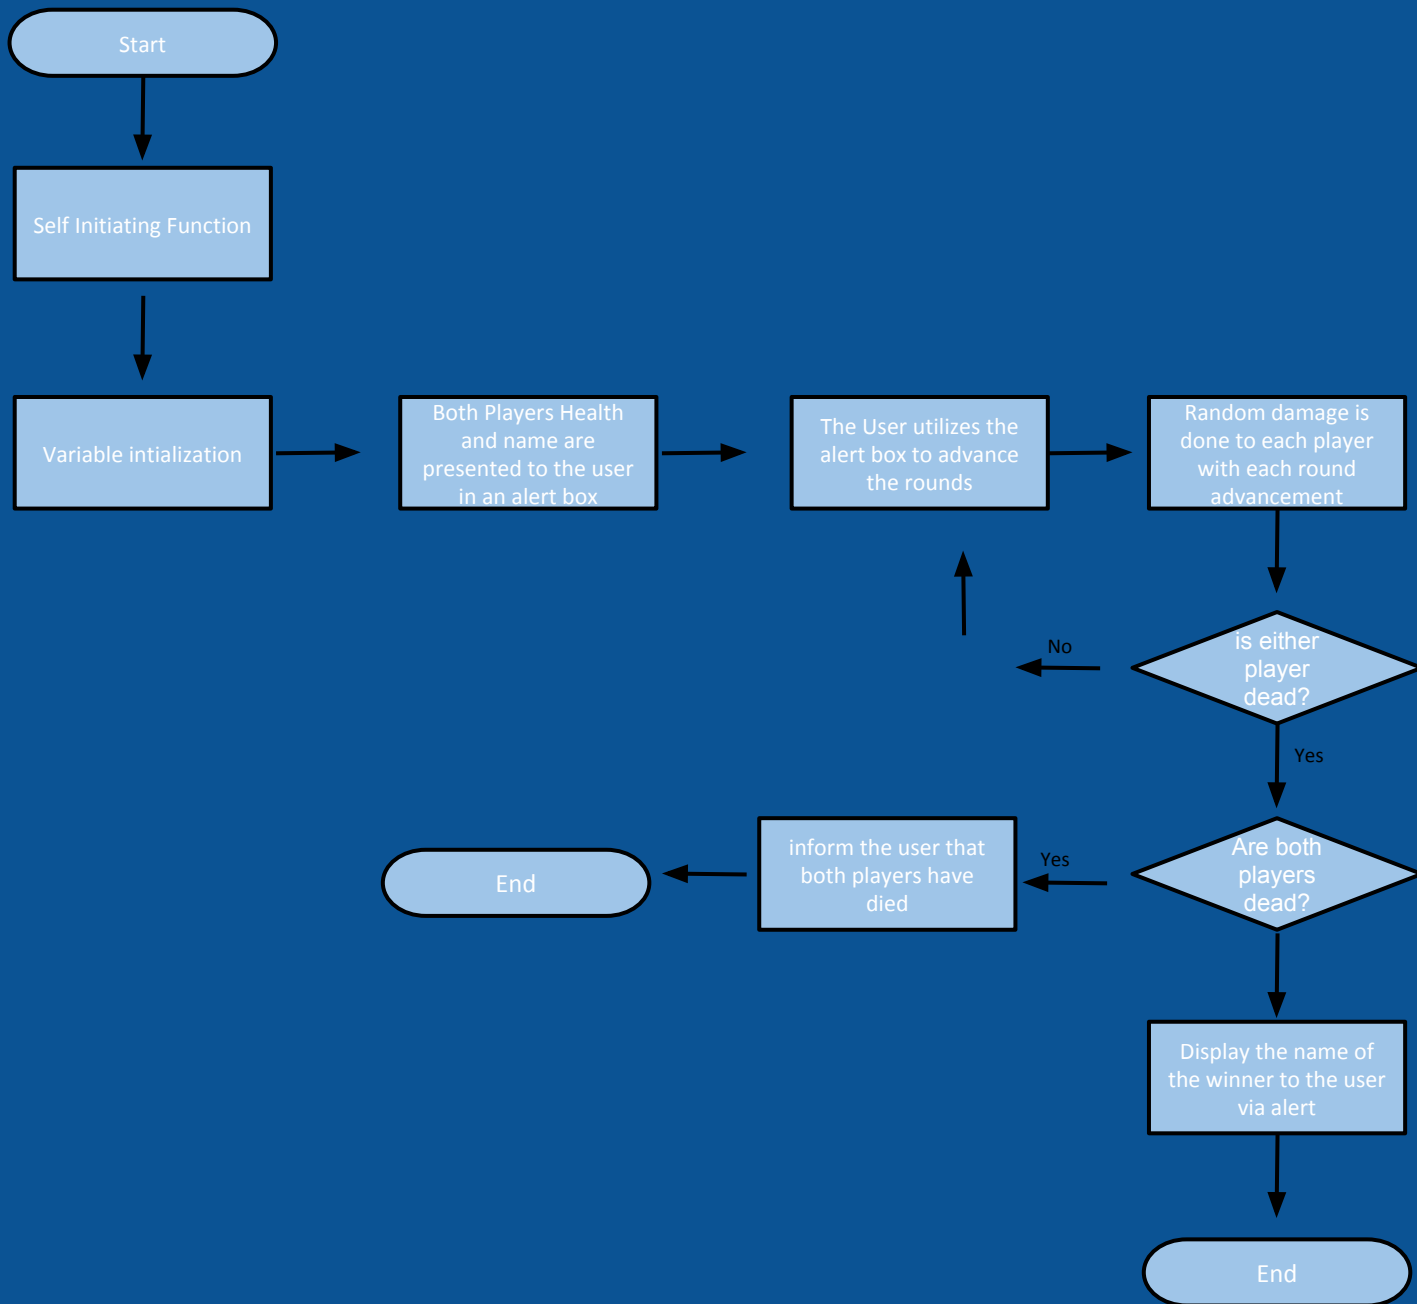 Start
Self Initiating Function
Variable intialization
Both Players Health
and name are
presented to the user
in an alert box
The User utilizes the
alert box to advance
the rounds
Random damage is
done to each player
with each round
advancement
is either
player
dead?
No
Yes
Are both
players
dead?
Yes
inform the user that
both players have
died
End
Display the name of
the winner to the user
via alert
End